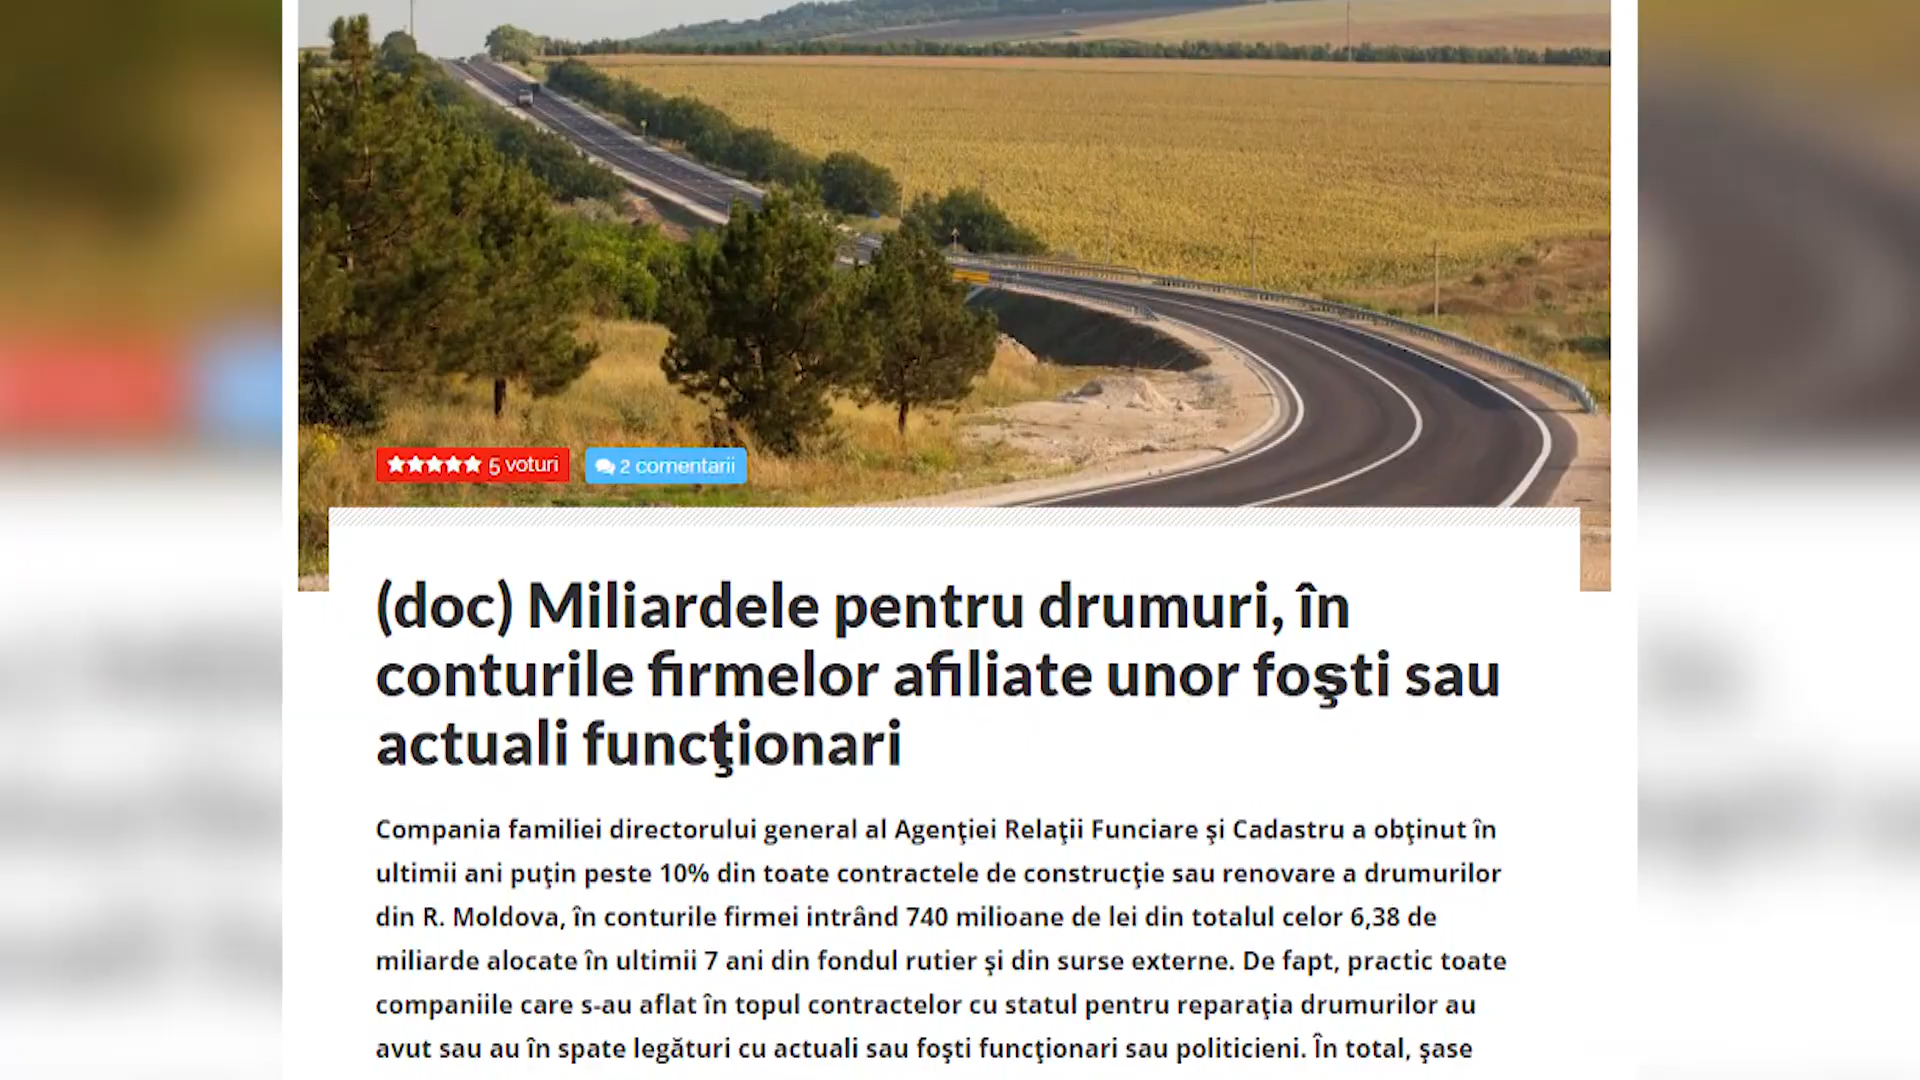 5 voturi
2 comentarii
(doc) Miliardele pentru drumuri, în
conturile firmelor afiliate unor foşti sau
actuali funcţionari
Compania familiei directorului general al Agenţiei Relaţii Funciare şi Cadastru a obţinut în
ultimii ani puţin peste 10% din toate contractele de construcţie sau renovare a drumurilor
din R. Moldova, în conturile firmei intrând 740 milioane de lei din totalul celor 6,38 de
miliarde alocate în ultimii 7 ani din fondul rutier şi din surse externe. De fapt, practic toate
companiile care s-au aflat în topul contractelor cu statul pentru reparaţia drumurilor au
avut sau au în spate legături cu actuali sau foşti funcţionari sau politicieni. În total, şase